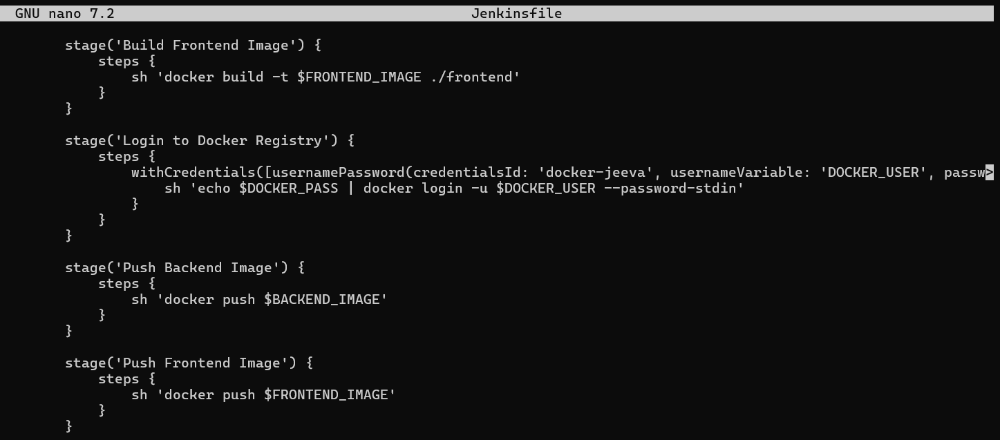 GNU nano 7.2 Jenkinsfile
stage('Build Frontend Image') {
steps {
sh 'docker build -t $FRONTEND_IMAGE ./frontend'
}
}
stage('Login to Docker Registry') {
steps {
withCredentials([usernamePassword(credentialsId: 'docker-jeeva', usernameVariable: 'DOCKER_USER', passw>
sh 'echo $DOCKER_PASS | docker login -u $DOCKER_USER --password-stdin'
}
}
}
stage('Push Backend Image') {
steps {
sh 'docker push $BACKEND_IMAGE'
}
}
stage('Push Frontend Image') {
steps {
sh 'docker push $FRONTEND_IMAGE'
}
}